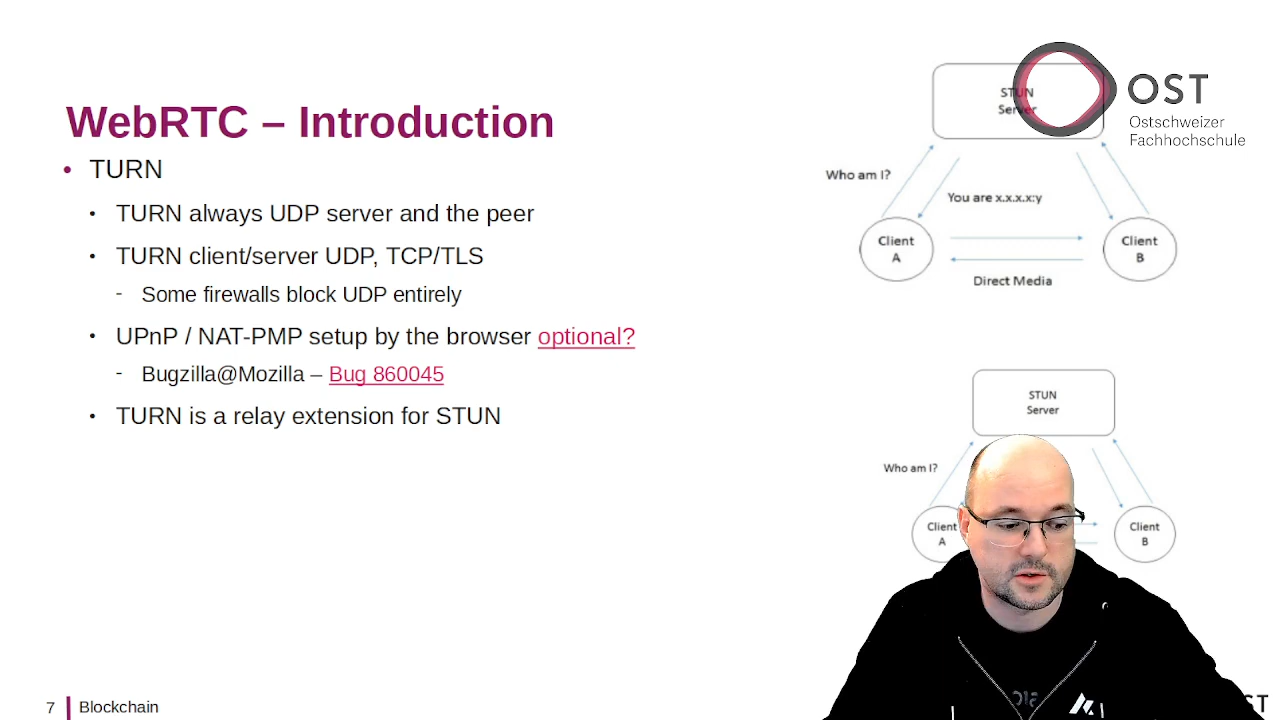 WebRTC – Introduction
• TURN
• TURN always UDP server and the peer
• TURN client/server UDP, TCP/TLS
- Some firewalls block UDP entirely
• UPnP / NAT-PMP setup by the browser optional?
- Bugzilla@Mozilla – Bug 860045
• TURN is a relay extension for STUN
STUN
Server
OST
Ostschweizer
Fachhochschule
Who am I?
You are x.x.x.x:y
Client
A
Client
B
Direct Media
STUN
Server
Who am I?
Client
A
Client
B
7
Blockchain